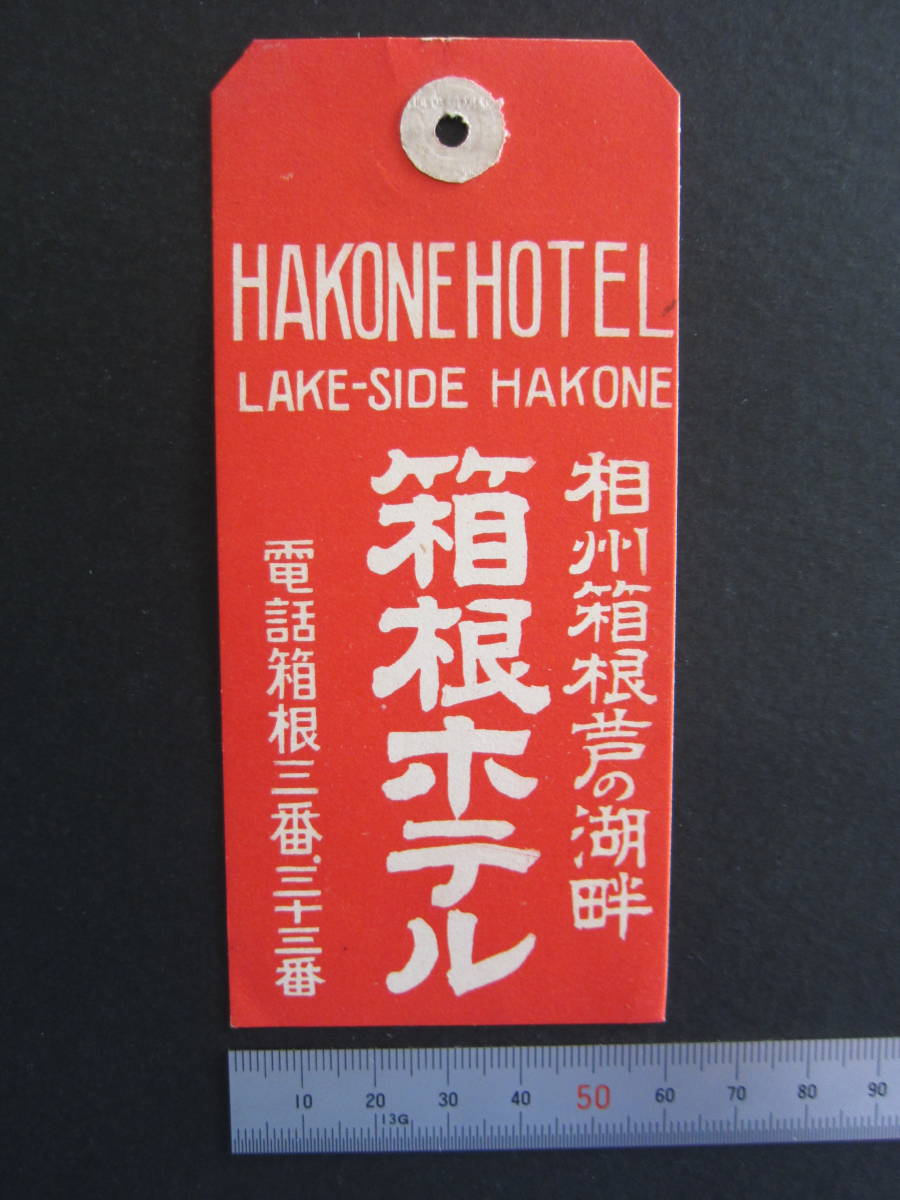 HAKONE HOTEL
LAKE-SIDE HAKONE
相州箱根芦の湖畔
箱根ホテル
電話箱根三番.三十三番
10 20 30 40 50 60 70 80 90
13G